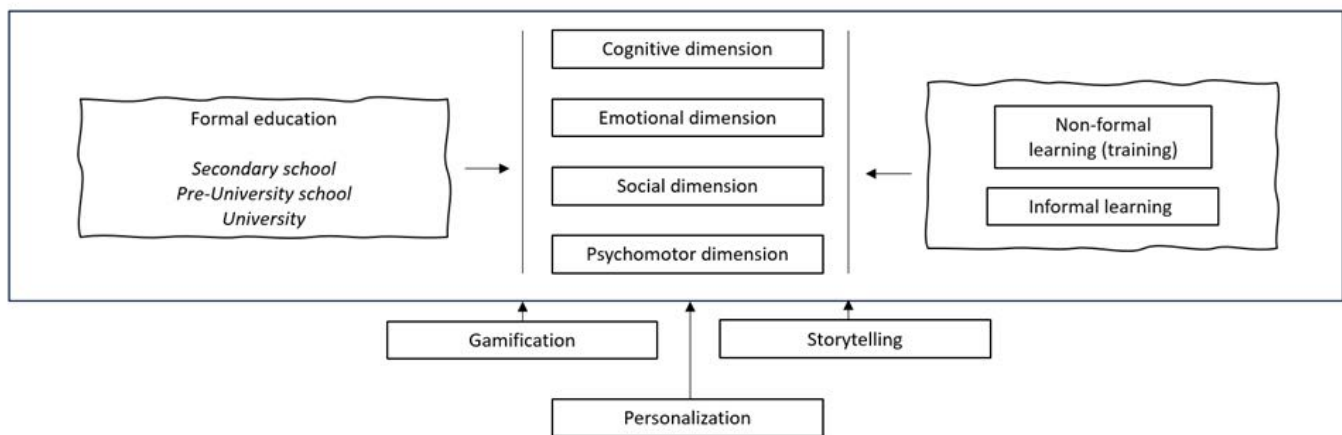 Cognitive dimension
Formal education
Secondary school
Pre-University school
University
Emotional dimension
Social dimension
Psychomotor dimension
Non-formal
learning (training)
Informal learning
Gamification
Storytelling
Personalization